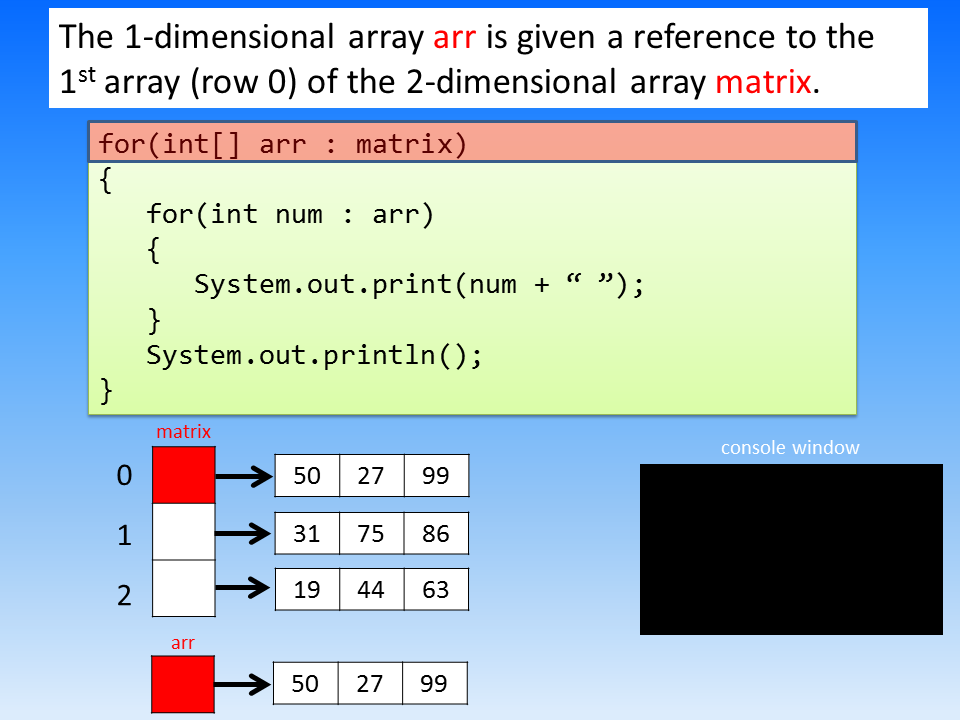 The 1-dimensional array arr is given a reference to the
1st array (row 0) of the 2-dimensional array matrix.
for(int[] arr : matrix)
{
for(int num : arr)
{
System.out.print(num + “ ”);
}
System.out.println();
}
matrix
console window
0
50 27 99
1
31 75 86
2
19 44 63
arr
50 27 99